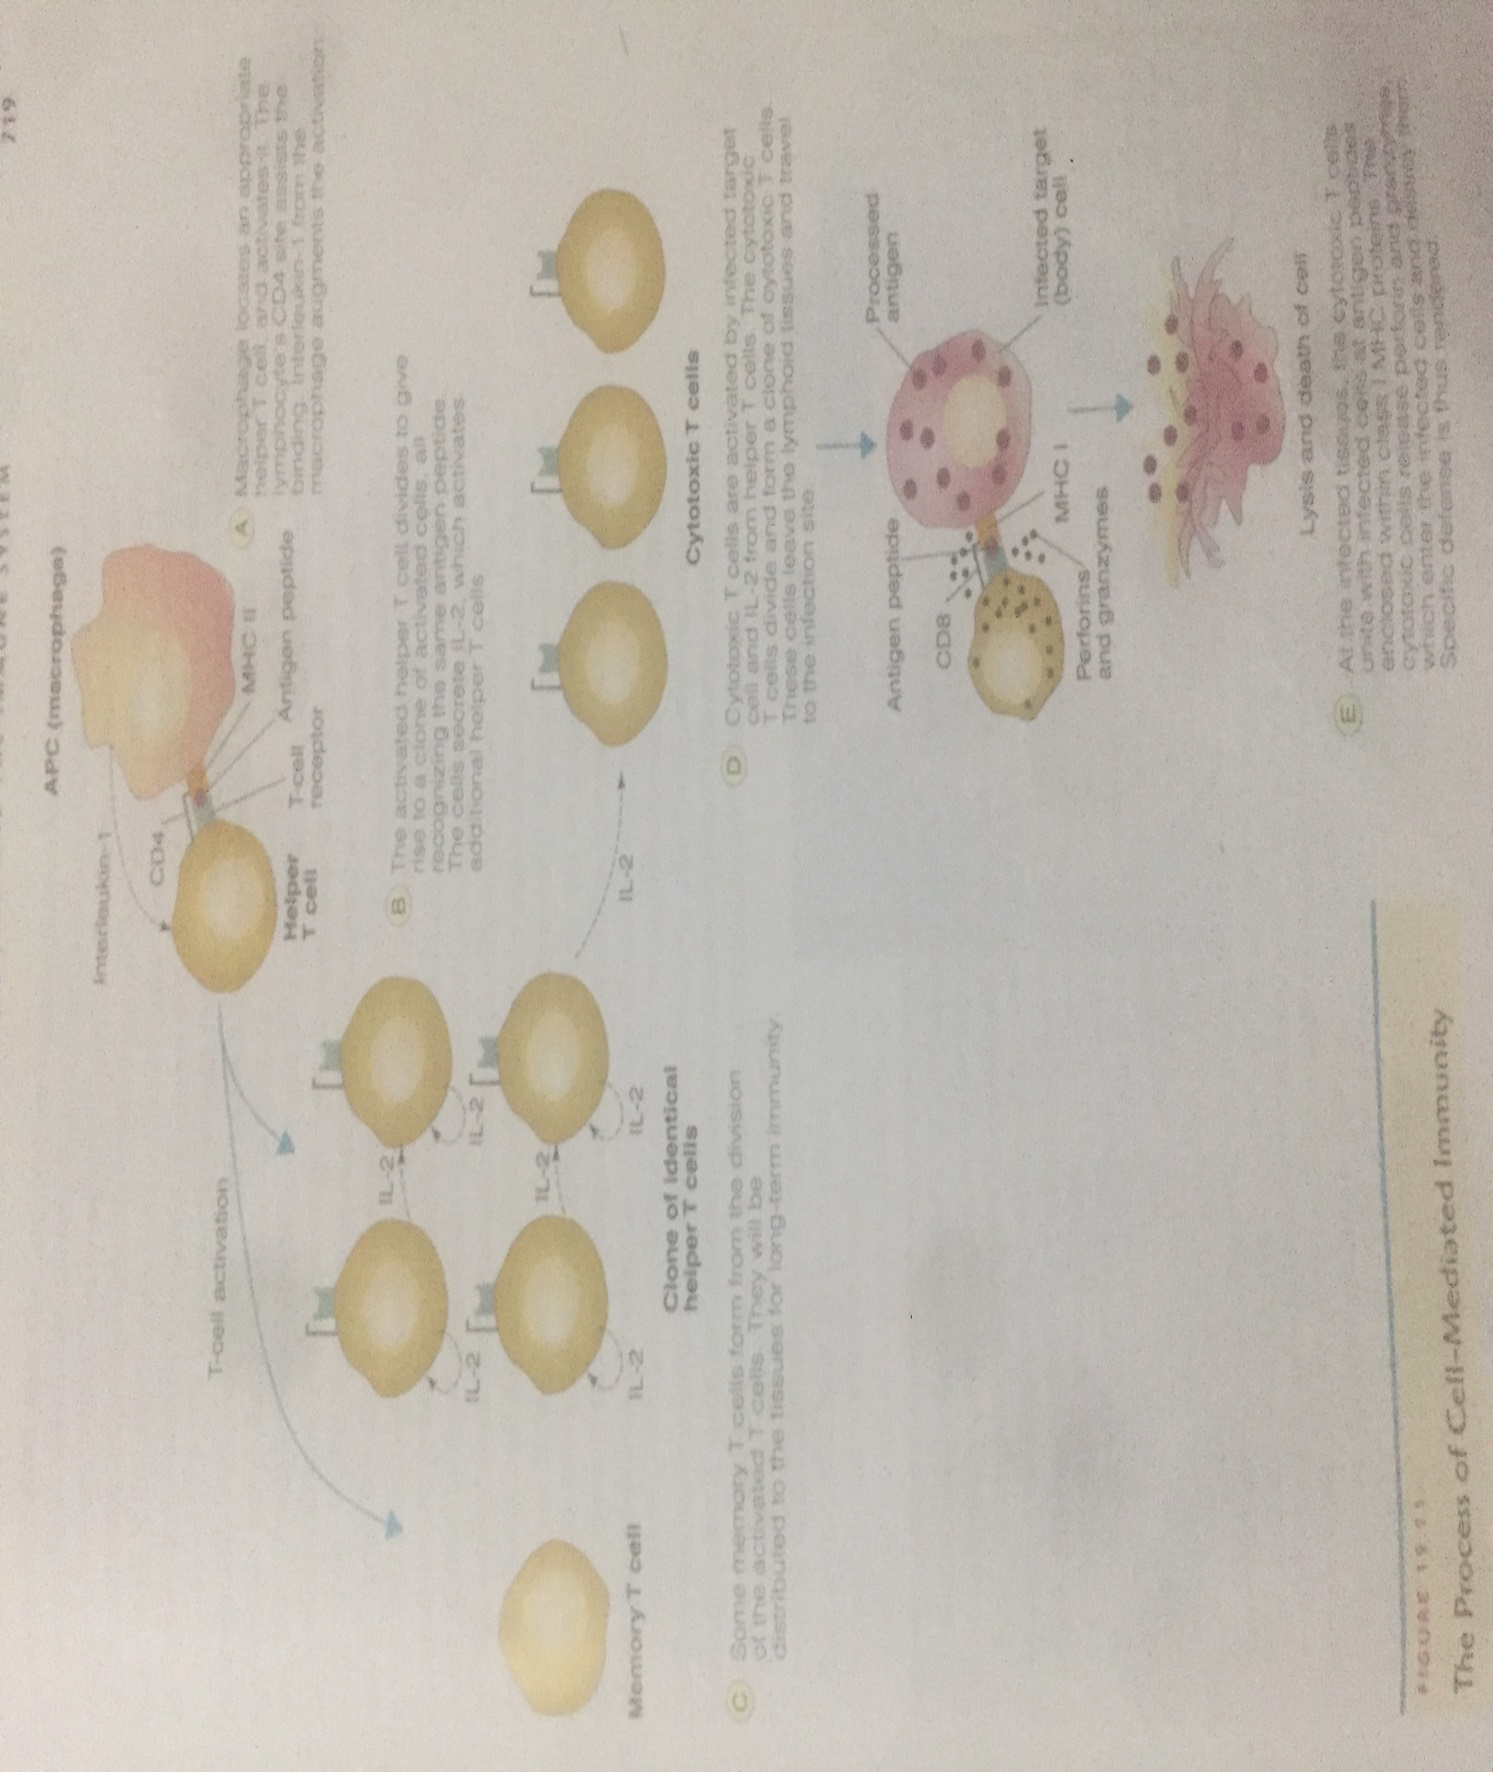 719
APC (macrophage)
Interleukin-1
CD4
Helper
T cell
T-cell
receptor
MHC II
Antigen peptide
T-cell activation
A Macrophage locates an appropriate
helper T cell, and activates it. The
lymphocyte's CD4 site assists the
binding. Interleukin-1 from the
macrophage augments the activation.
B The activated helper T cell divides to give
rise to a clone of activated cells, all
recognizing the same antigen peptide.
The cells secrete IL-2, which activates
additional helper T cells
IL-2
IL-2
IL-2
IL-2
IL-2
IL-2
IL-2
Memory T cell
Clone of identical
helper T cells
Cytotoxic T cells
C Some memory T cells form from the division
of the activated T cells. They will be
distributed to the tissues for long-term immunity.
D Cytotoxic T cells are activated by infected target
cell and IL-2 from helper T cells. The cytotoxic
T cells divide and form a clone of cytotoxic T cells.
These cells leave the lymphoid tissues and travel
to the infection site.
Antigen peptide
CD8
Processed
antigen
Infected target
(body) cell
MHC I
Perforins
and granzymes
Lysis and death of cell
E At the infected tissues, the cytotoxic T cells
unite with infected cells at antigen peptides
enclosed within class I MHC proteins. The
cytotoxic cells release perforin and granzymes,
which enter the infected cells and destroy them.
Specific defense is thus rendered.
FIGURE 19.
The Process of Cell-Mediated Immunity